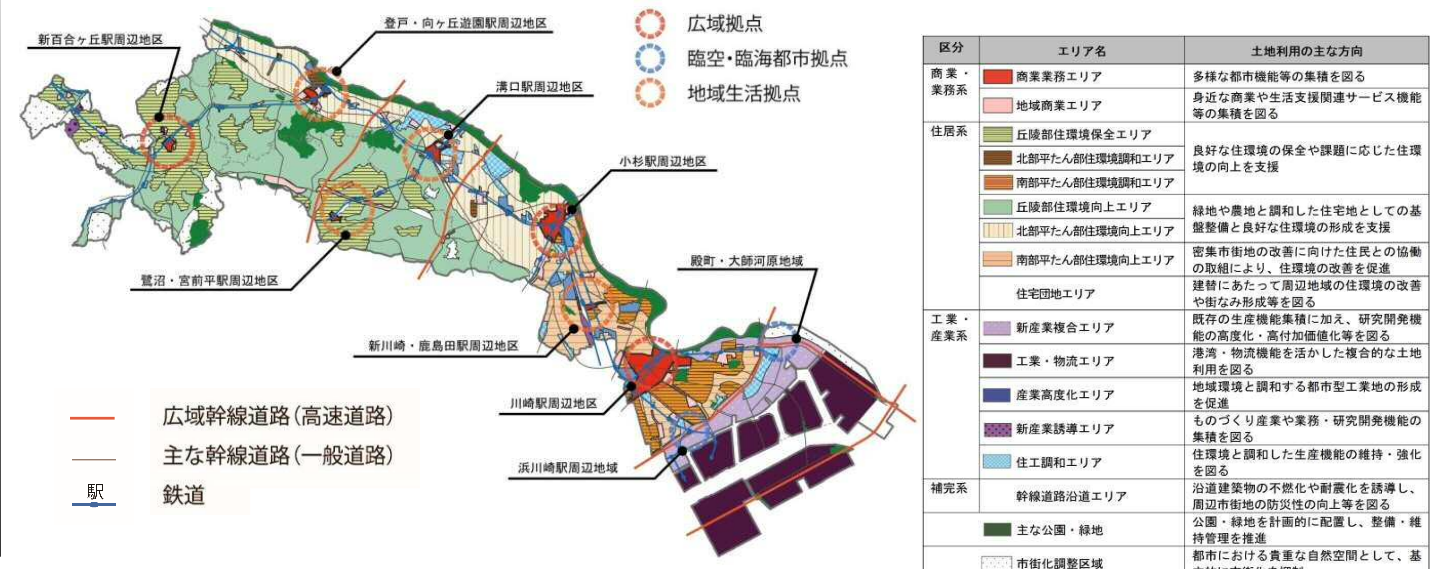 登戸・向ヶ丘遊園駅周辺地区
新百合ヶ丘駅周辺地区
溝口駅周辺地区
小杉駅周辺地区
殿町・大師河原地域
鷺沼・宮前平駅周辺地区
新川崎・鹿島田駅周辺地区
川崎駅周辺地区
浜川崎駅周辺地域
広域拠点
臨空・臨海都市拠点
地域生活拠点
広域幹線道路(高速道路)
主な幹線道路(一般道路)
駅
鉄道
区分 エリア名 土地利用の主な方向
商業・
業務系
商業業務エリア 多様な都市機能等の集積を図る
地域商業エリア 身近な商業や生活支援関連サービス機能
等の集積を図る
住居系
丘陵部住環境保全エリア
北部平たん部住環境調和エリア
南部平たん部住環境調和エリア
良好な住環境の保全や課題に応じた住環
境の向上を支援
丘陵部住環境向上エリア
北部平たん部住環境向上エリア
緑地や農地と調和した住宅地としての基
盤整備と良好な住環境の形成を支援
南部平たん部住環境向上エリア 密集市街地の改善に向けた住民との協働
の取組により、住環境の改善を促進
住宅団地エリア 建替にあたって周辺地域の住環境の改善
や街なみ形成等を図る
工業・
産業系
新産業複合エリア 既存の生産機能集積に加え、研究開発機
能の高度化・高付加価値化等を図る
工業・物流エリア 港湾・物流機能を活かした複合的な土地
利用を図る
産業高度化エリア 地域環境と調和する都市型工業地の形成
を促進
新産業誘導エリア ものづくり産業や業務・研究開発機能の
集積を図る
住工調和エリア 住環境と調和した生産機能の維持・強化
を図る
補完系
幹線道路沿道エリア 沿道建築物の不燃化や耐震化を誘導し、
周辺市街地の防災性の向上等を図る
主な公園・緑地 公園・緑地を計画的に配置し、整備・維
持管理を推進
市街化調整区域 都市における貴重な自然空間として、基